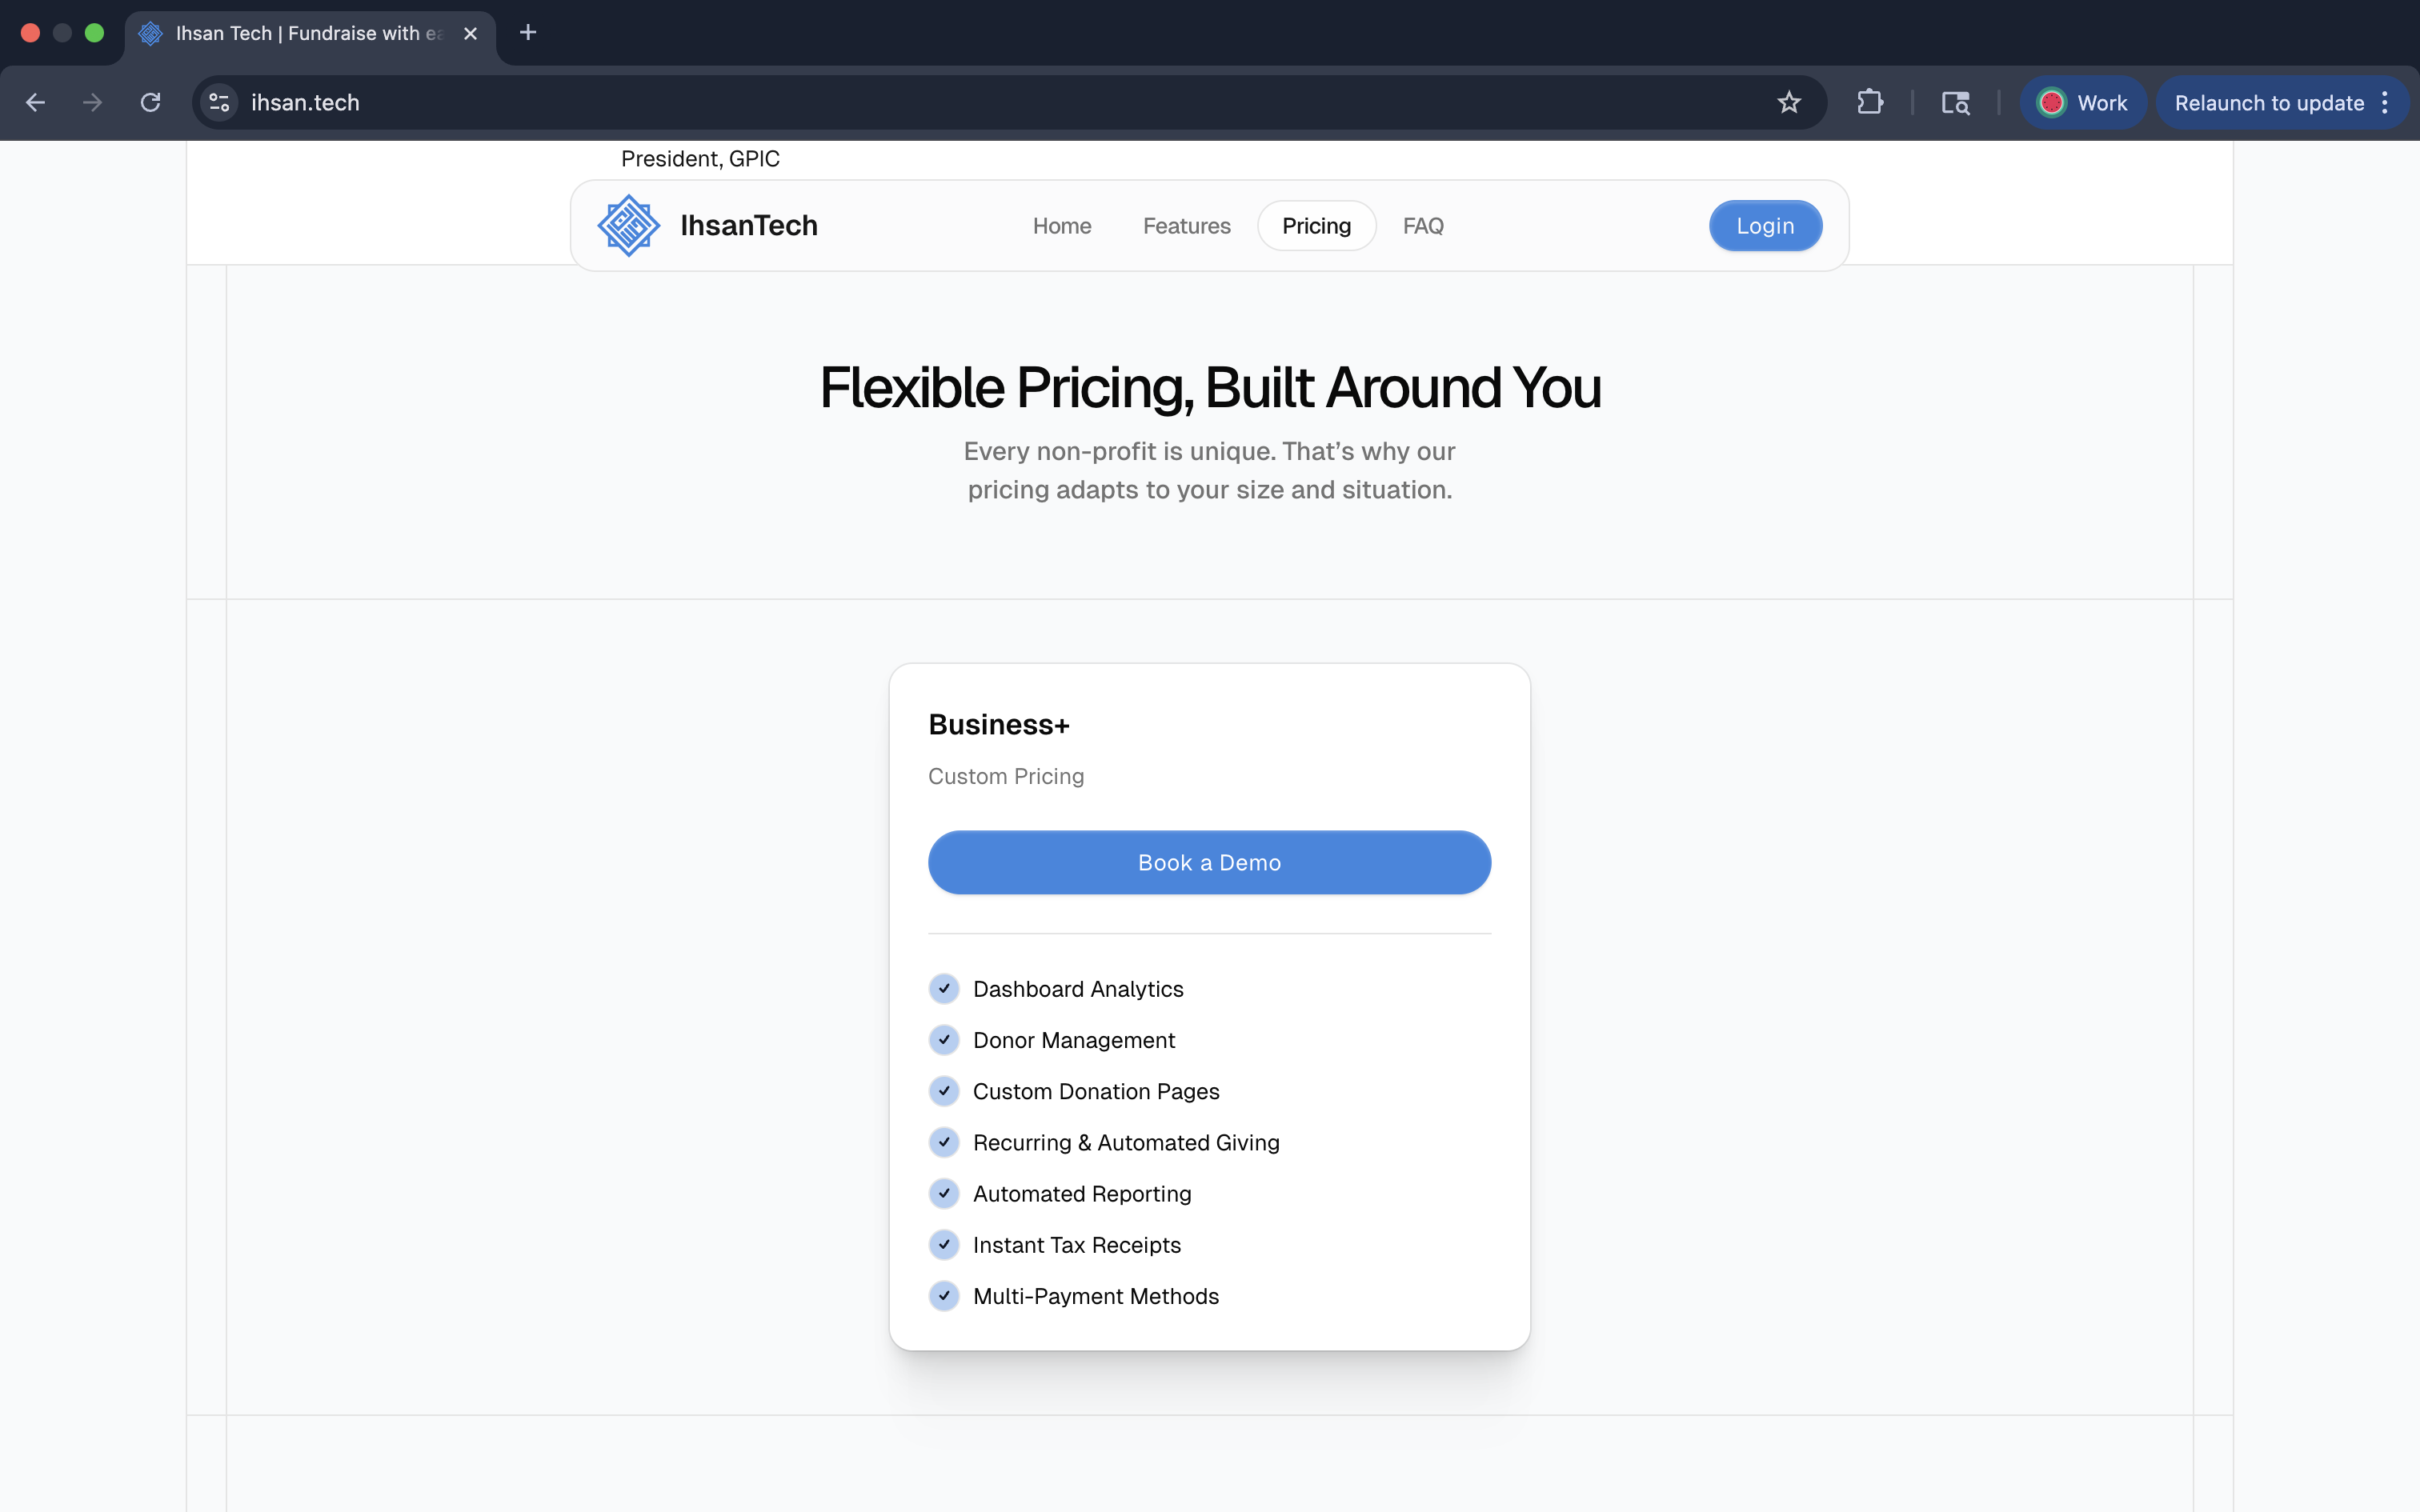 Ihsan Tech | Fundraise with ea
ihsan.tech
Work
Relaunch to update
President, GPIC
IhsanTech
Home
Features
Pricing
FAQ
Login
Flexible Pricing, Built Around You
Every non-profit is unique. That’s why our
pricing adapts to your size and situation.
Business+
Custom Pricing
Book a Demo
Dashboard Analytics
Donor Management
Custom Donation Pages
Recurring & Automated Giving
Automated Reporting
Instant Tax Receipts
Multi-Payment Methods